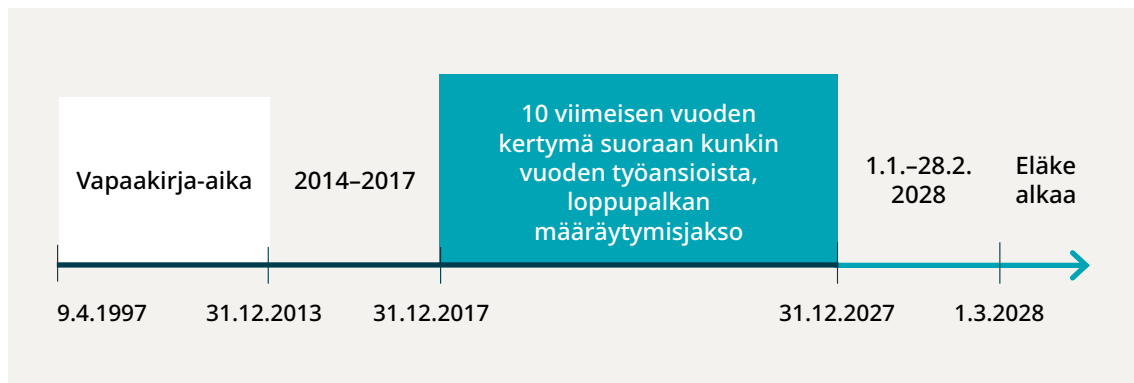 Vapaakirja-aika
2014–2017
10 viimeisen vuoden
kertymä suoraan kunkin
vuoden työansioista,
loppupalkan
määräytymisjakso
1.1.–28.2.
2028
Eläke
alkaa
9.4.1997
31.12.2013
31.12.2017
31.12.2027
1.3.2028